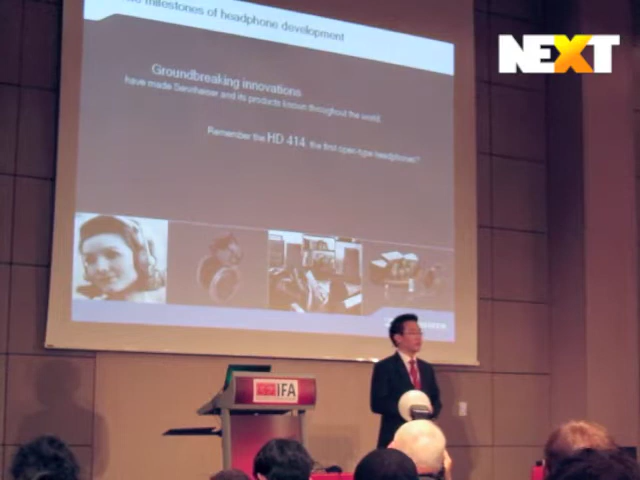 NEXT
milestones of headphone development
Groundbreaking innovations
have made Sennheiser and its products known throughout the world.
Remember the HD 414, the first open-type headphones?
IFA